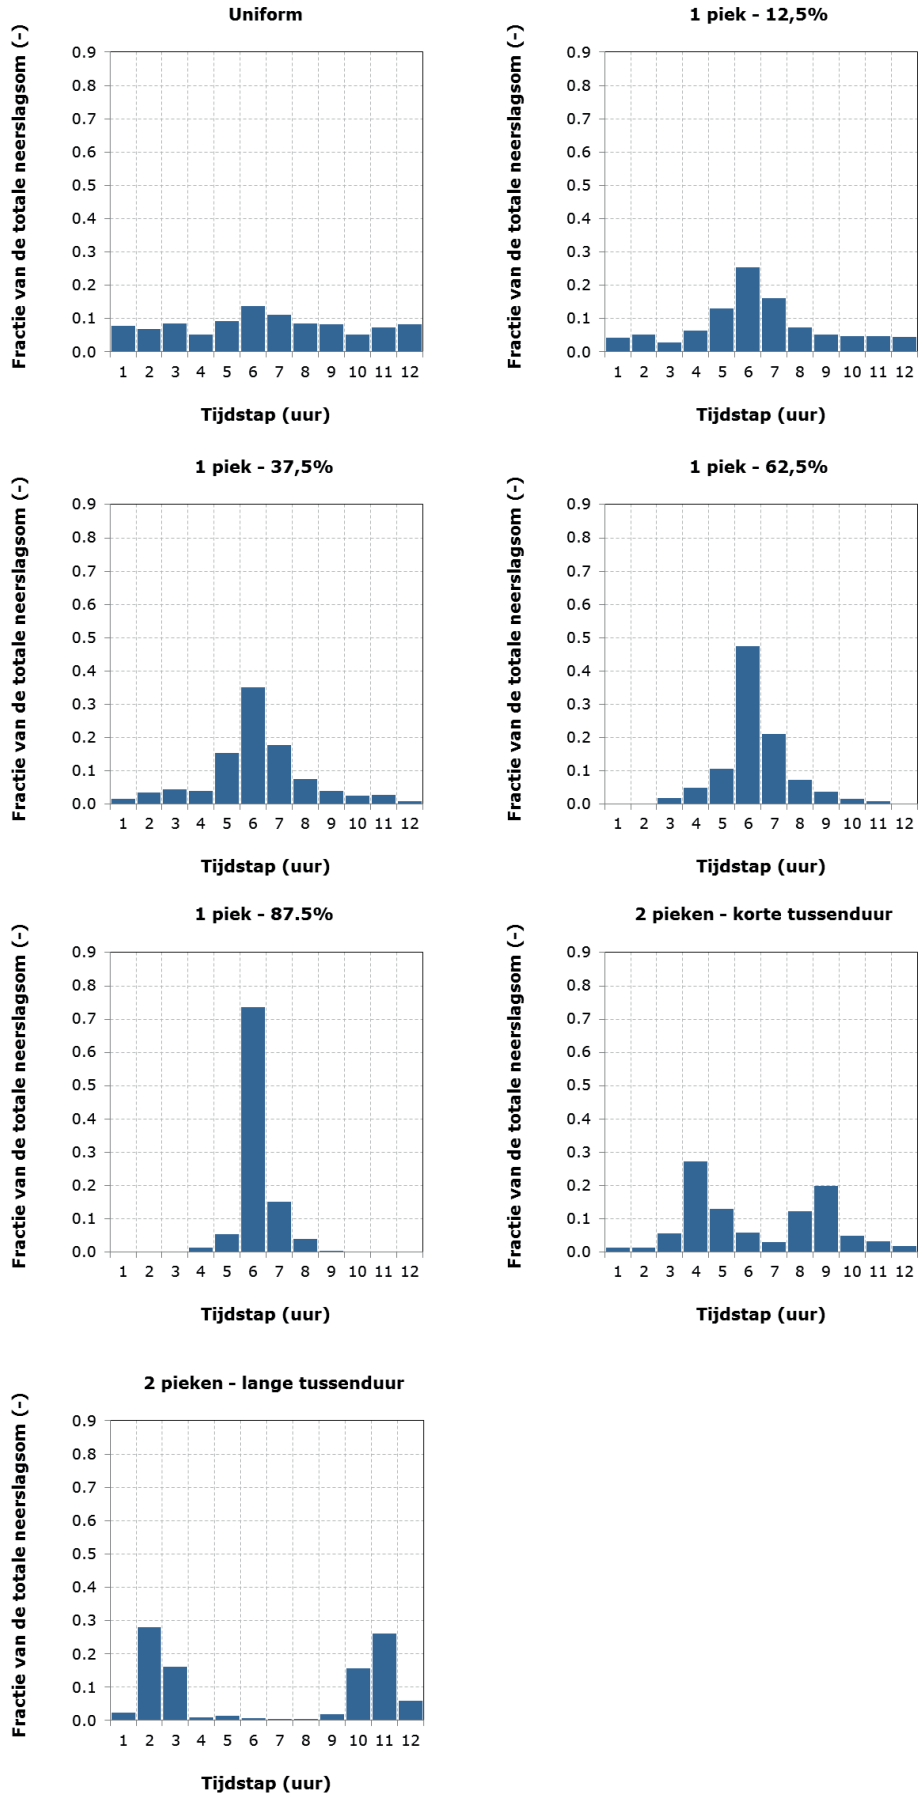 Uniform
Fractie van de totale neerslagsom (-)
0.9
0.8
0.7
0.6
0.5
0.4
0.3
0.2
0.1
0.0
1 2 3 4 5 6 7 8 9 10 11 12
Tijdstap (uur)
1 piek - 12,5%
Fractie van de totale neerslagsom (-)
0.9
0.8
0.7
0.6
0.5
0.4
0.3
0.2
0.1
0.0
1 2 3 4 5 6 7 8 9 10 11 12
Tijdstap (uur)
1 piek - 37,5%
Fractie van de totale neerslagsom (-)
0.9
0.8
0.7
0.6
0.5
0.4
0.3
0.2
0.1
0.0
1 2 3 4 5 6 7 8 9 10 11 12
Tijdstap (uur)
1 piek - 62,5%
Fractie van de totale neerslagsom (-)
0.9
0.8
0.7
0.6
0.5
0.4
0.3
0.2
0.1
0.0
1 2 3 4 5 6 7 8 9 10 11 12
Tijdstap (uur)
1 piek - 87.5%
Fractie van de totale neerslagsom (-)
0.9
0.8
0.7
0.6
0.5
0.4
0.3
0.2
0.1
0.0
1 2 3 4 5 6 7 8 9 10 11 12
Tijdstap (uur)
2 pieken - korte tussenduur
Fractie van de totale neerslagsom (-)
0.9
0.8
0.7
0.6
0.5
0.4
0.3
0.2
0.1
0.0
1 2 3 4 5 6 7 8 9 10 11 12
Tijdstap (uur)
2 pieken - lange tussenduur
Fractie van de totale neerslagsom (-)
0.9
0.8
0.7
0.6
0.5
0.4
0.3
0.2
0.1
0.0
1 2 3 4 5 6 7 8 9 10 11 12
Tijdstap (uur)